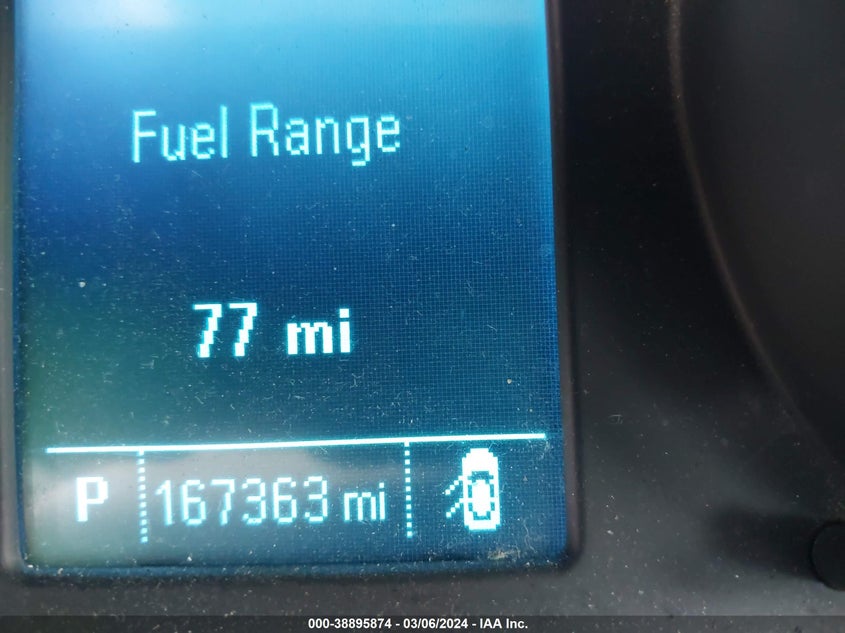 Fuel Range
77 mi
P 167363 mi
000-38895874 - 03/06/2024 - IAA Inc.